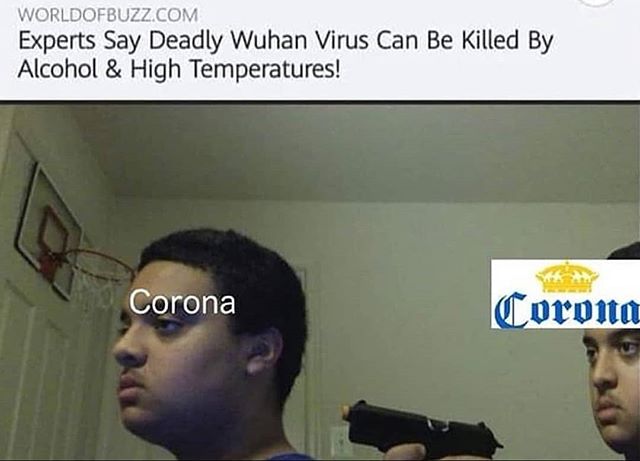 WORLDOFBUZZ.COM
Experts Say Deadly Wuhan Virus Can Be Killed By
Alcohol & High Temperatures!
Corona
Corona